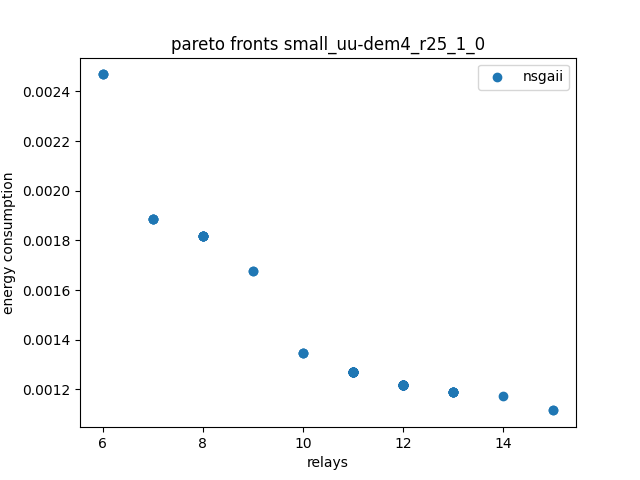 pareto fronts small_uu-dem4_r25_1_0
nsgaii
energy consumption
0.0024
0.0022
0.0020
0.0018
0.0016
0.0014
0.0012
6 8 10 12 14
relays